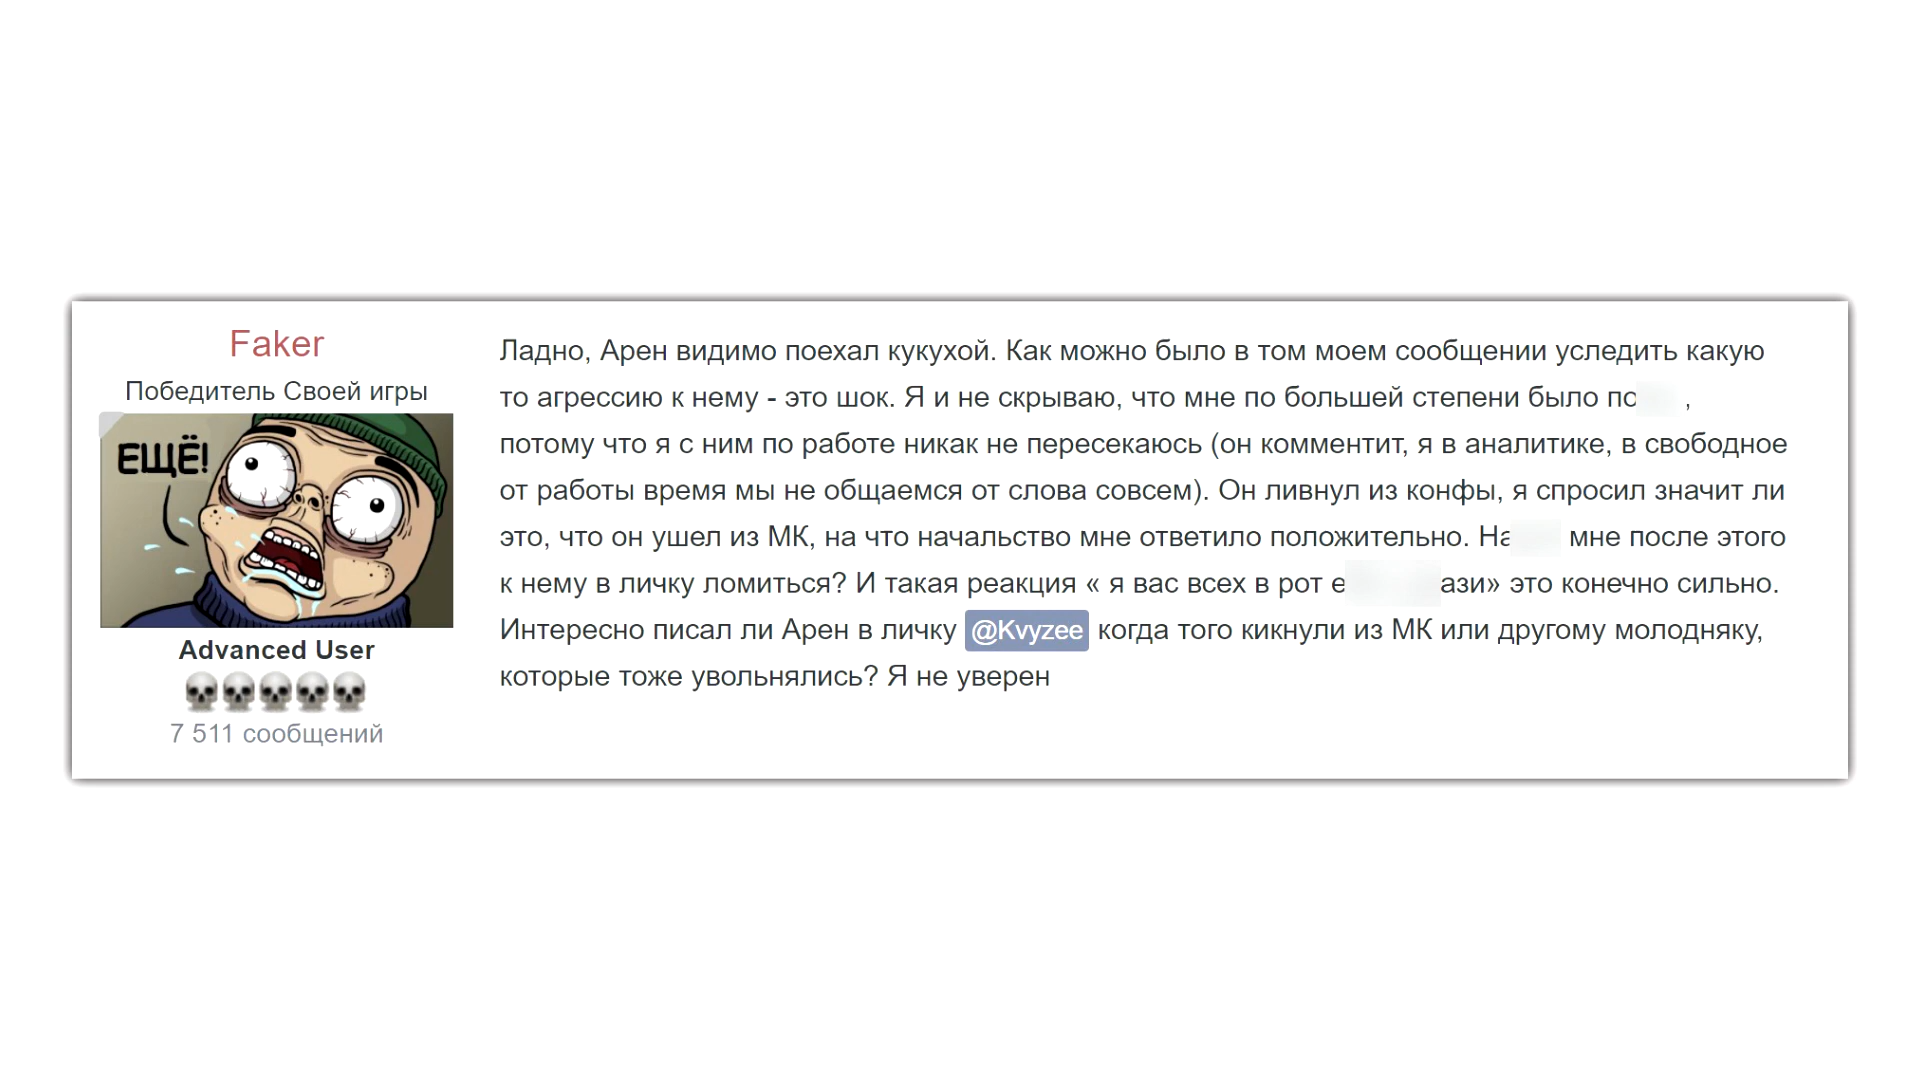 Faker
Победитель Своей игры
ЕЩЁ!
Advanced User
7 511 сообщений
Ладно, Арен видимо поехал кукухой. Как можно было в том моем сообщении уследить какую
то агрессию к нему - это шок. Я и не скрываю, что мне по большей степени было по ,
потому что я с ним по работе никак не пересекаюсь (он комментит, я в аналитике, в свободное
от работы время мы не общаемся от слова совсем). Он ливнул из конфы, я спросил значит ли
это, что он ушел из МК, на что начальство мне ответило положительно. На мне после этого
к нему в личку ломиться? И такая реакция « я вас всех в рот е ази» это конечно сильно.
Интересно писал ли Арен в личку @Kvyzee когда того кикнули из МК или другому молодняку,
которые тоже увольнялись? Я не уверен